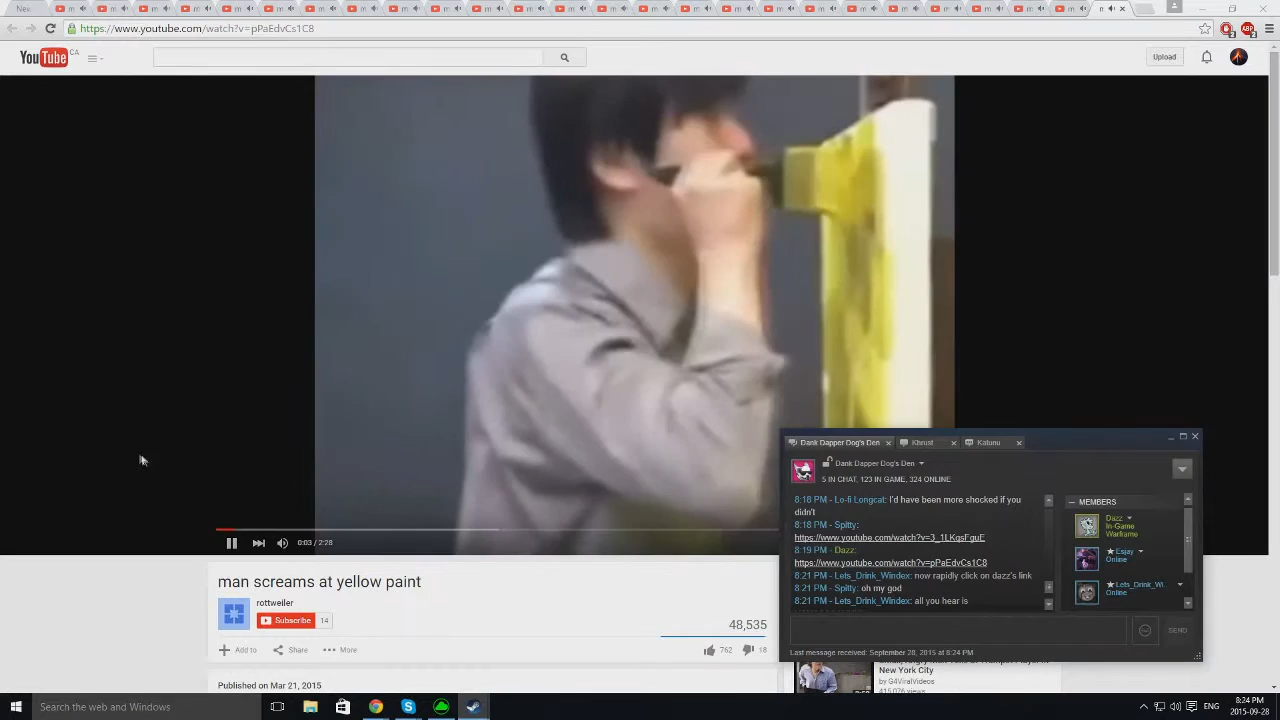 New
https://www.youtube.com/watch?v=pPaEdvCs1C8
YouTube CA
Upload
0:03 / 2:28
man screams at yellow paint
rottweiler
Subscribe 14
48,535
Add to Share More
762 18
Published on Mar 21, 2015
New York City
by G4ViralVideos
415,076 views
Dank Dapper Dog's Den Khrust Katunu
Dank Dapper Dog's Den
5 IN CHAT, 123 IN GAME, 324 ONLINE
8:18 PM - Lo-fi Longcat: I'd have been more shocked if you
didn't
8:18 PM - Spitty:
https://www.youtube.com/watch?v=3_1LKqsFguE
8:19 PM - Dazz:
https://www.youtube.com/watch?v=pPaEdvCs1C8
8:21 PM - Lets_Drink_Windex: now rapidly click on dazz's link
8:21 PM - Spitty: oh my god
8:21 PM - Lets_Drink_Windex: all you hear is
MEMBERS
Dazz
In-Game
Warframe
Esjay
Online
Lets_Drink_Wi..
Online
SEND
Last message received: September 28, 2015 at 8:24 PM
Search the web and Windows
ENG
8:24 PM
2015-09-28